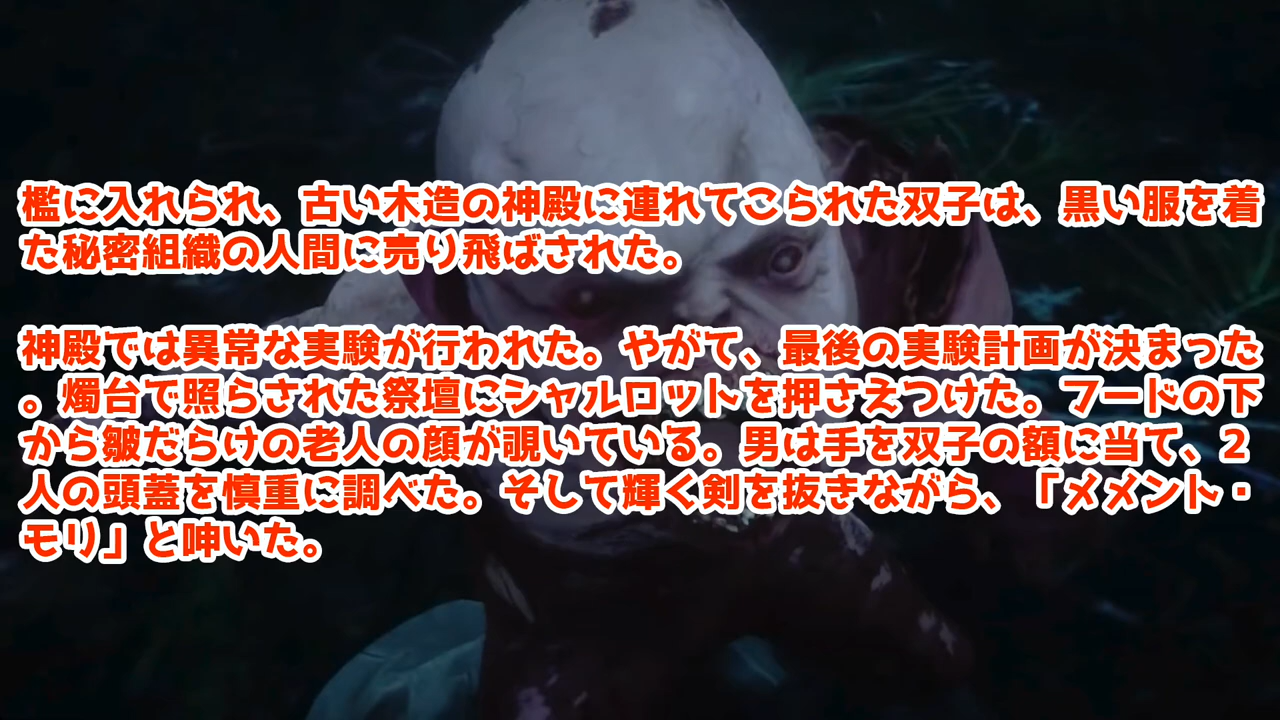 檻に入れられ、古い木造の神殿に連れてこられた双子は、黒い服を着
た秘密組織の人間に売り飛ばされた。
神殿では異常な実験が行われた。やがて、最後の実験計画が決まった
。燭台で照らされた祭壇にシャルロットを押さえつけた。フードの下
から皺だらけの老人の顔が覗いている。男は手を双子の額に当て、2
人の頭蓋を慎重に調べた。そして輝く剣を抜きながら、「メメント・
モリ」と呻いた。